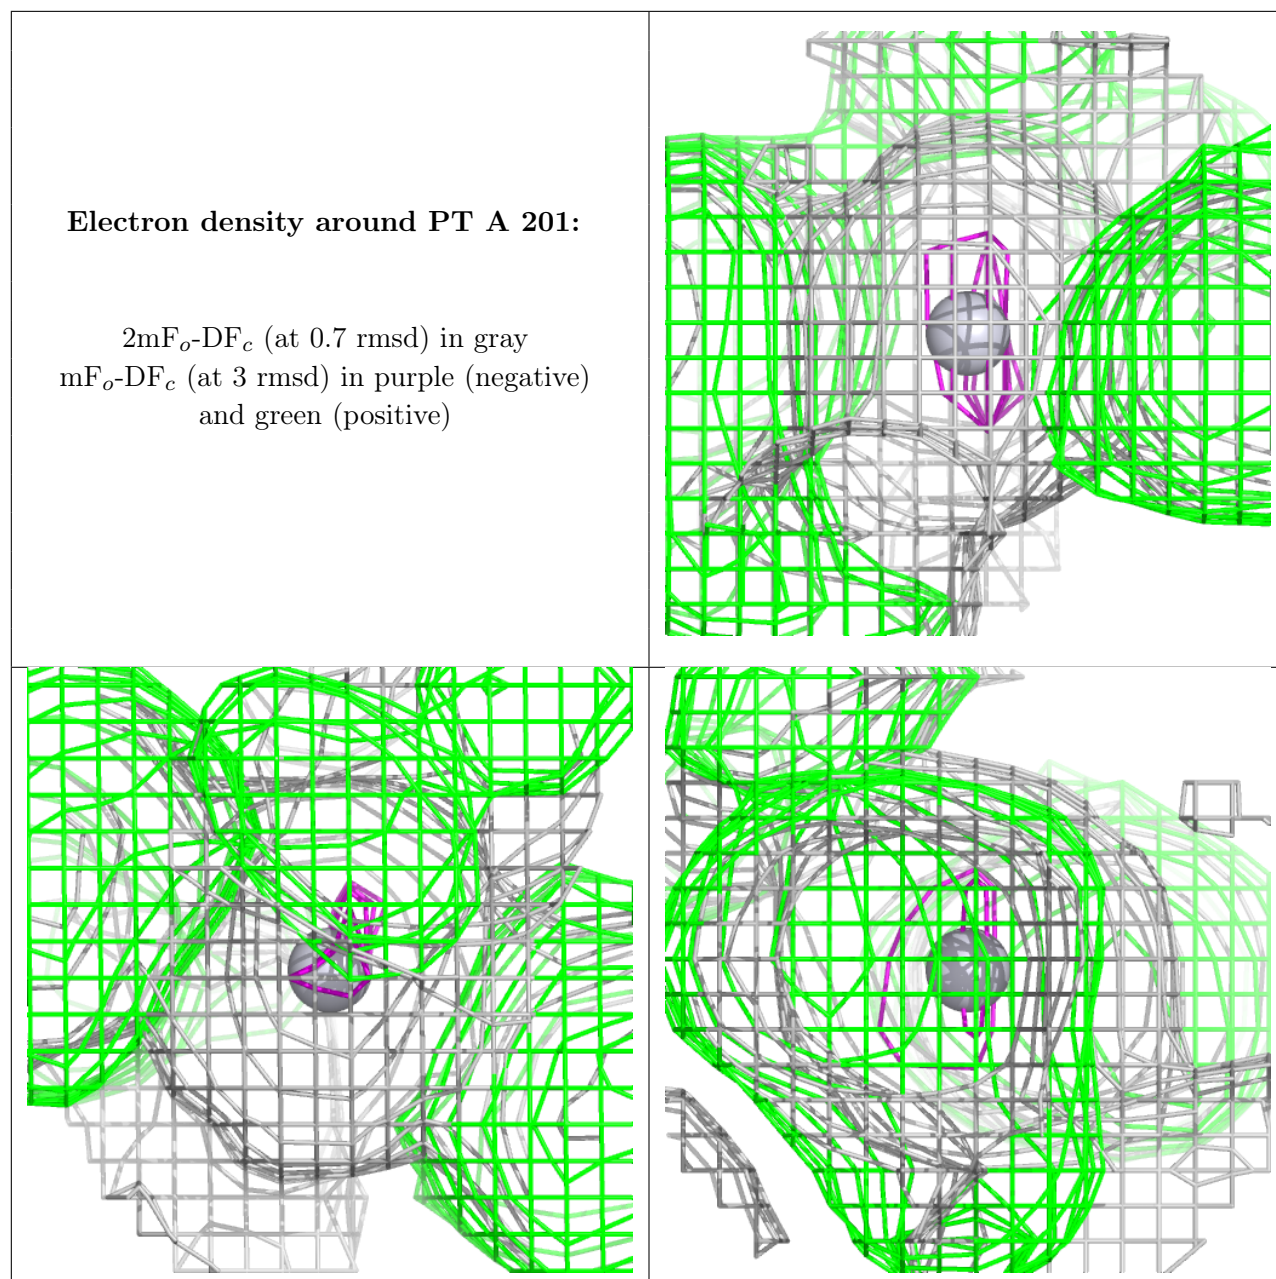 Electron density around PT A 201:
2mFo-DFc (at 0.7 rmsd) in gray
mFo-DFc (at 3 rmsd) in purple (negative)
and green (positive)